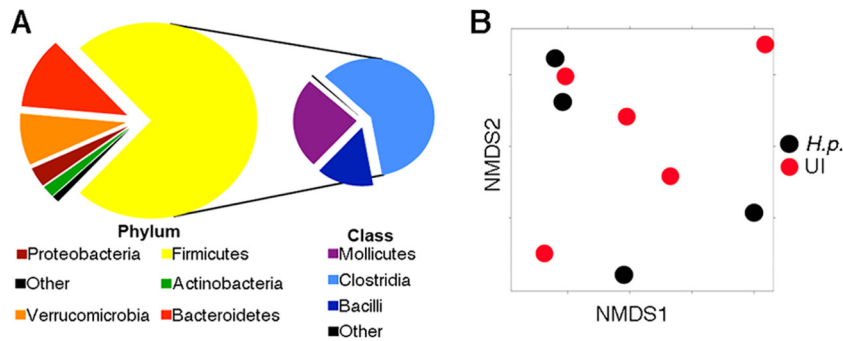 A
Phylum
Proteobacteria
Firmicutes
Other
Actinobacteria
Verrucomicrobia
Bacteroidetes
Class
Mollicutes
Clostridia
Bacilli
Other
B
NMDS2
NMDS1
H.p.
UI